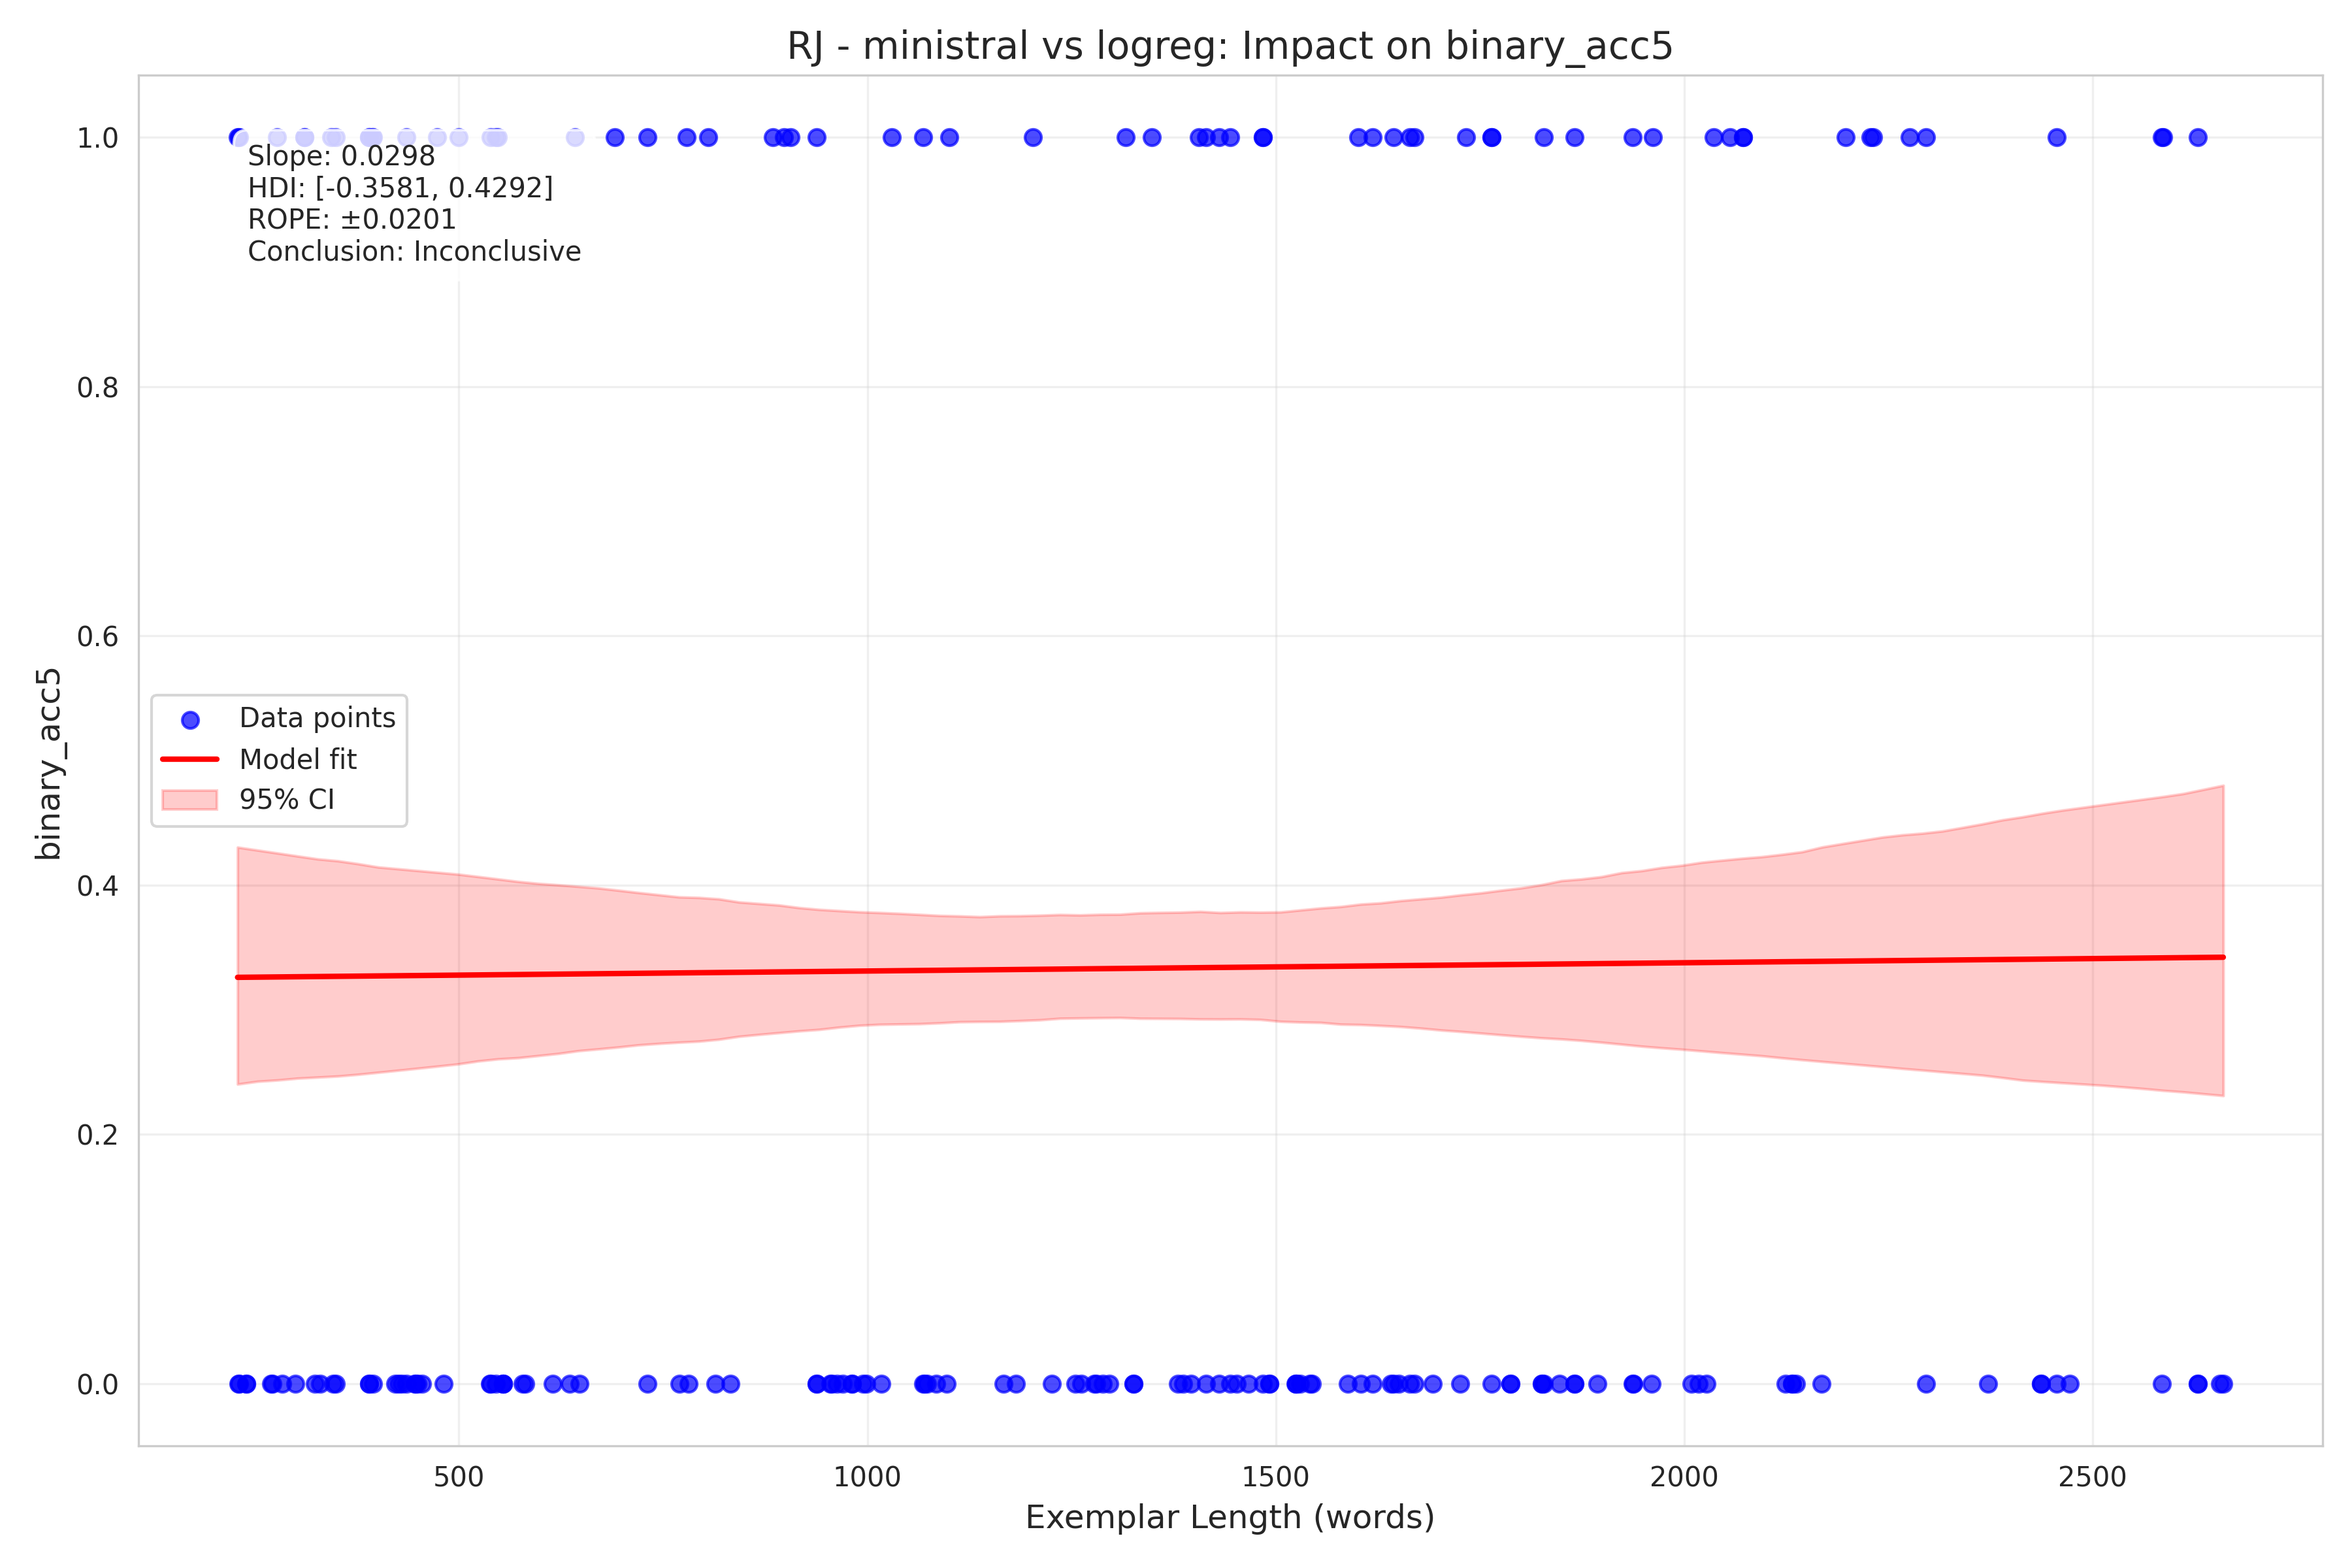 RJ - ministral vs logreg: Impact on binary_acc5
1.0
Slope: 0.0298
HDI: [-0.3581, 0.4292]
ROPE: ±0.0201
Conclusion: Inconclusive
0.8
0.6
binary_acc5
Data points
Model fit
95% CI
0.4
0.2
0.0
500
1000
1500
2000
2500
Exemplar Length (words)